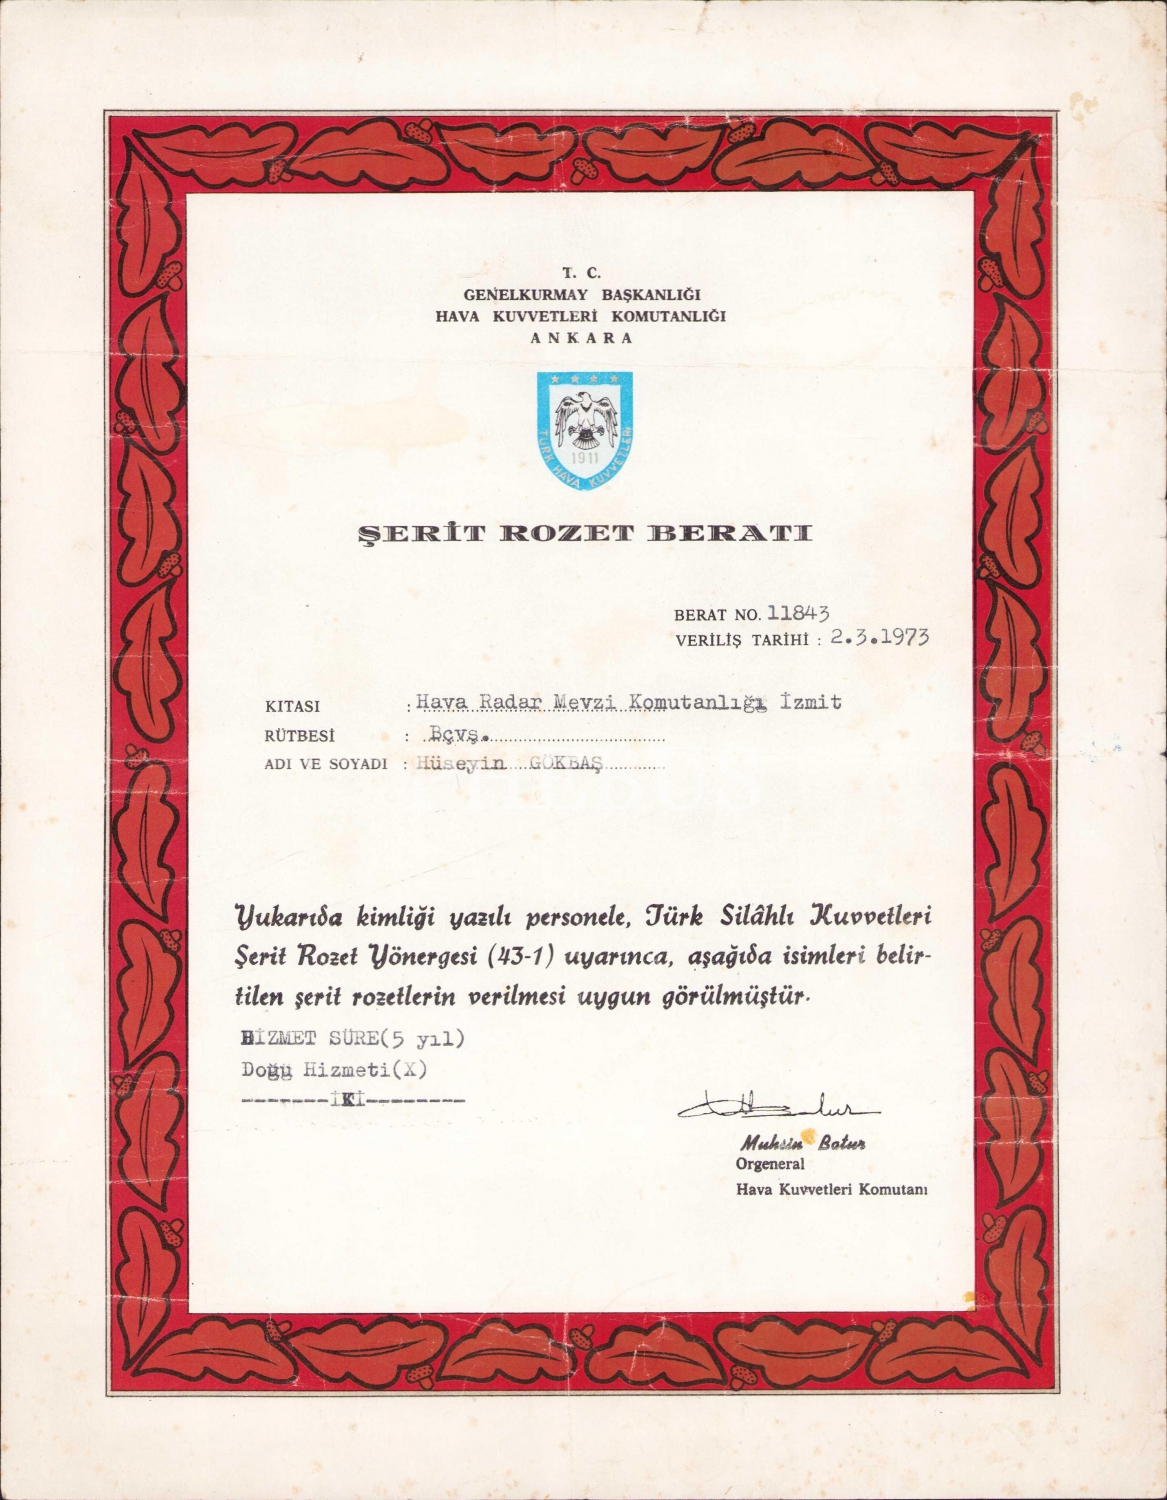 T. C.
GENELKURMAY BAŞKANLIĞI
HAVA KUVVETLERİ KOMUTANLIĞI
ANKARA
1911
TÜRK HAVA KUVVETLERİ
ŞERİT ROZET BERATI
BERAT NO. 11843
VERİLİŞ TARİHİ : 2.3.1973
KITASI : Hava Radar Mevzi Komutanlığı İzmit
RÜTBESİ : Bçvş.
ADI VE SOYADI : Hüseyin GÖKBAŞ
Yukarıda kimliği yazılı personele, Türk Silâhlı Kuvvetleri
Şerit Rozet Yönergesi (43-1) uyarınca, aşağıda isimleri belir-
tilen şerit rozetlerin verilmesi uygun görülmüştür.
HİZMET SÜRE(5 yıl)
Doğu Hizmeti(X)
-------İKİ--------
Muhsin Batur
Orgeneral
Hava Kuvvetleri Komutanı